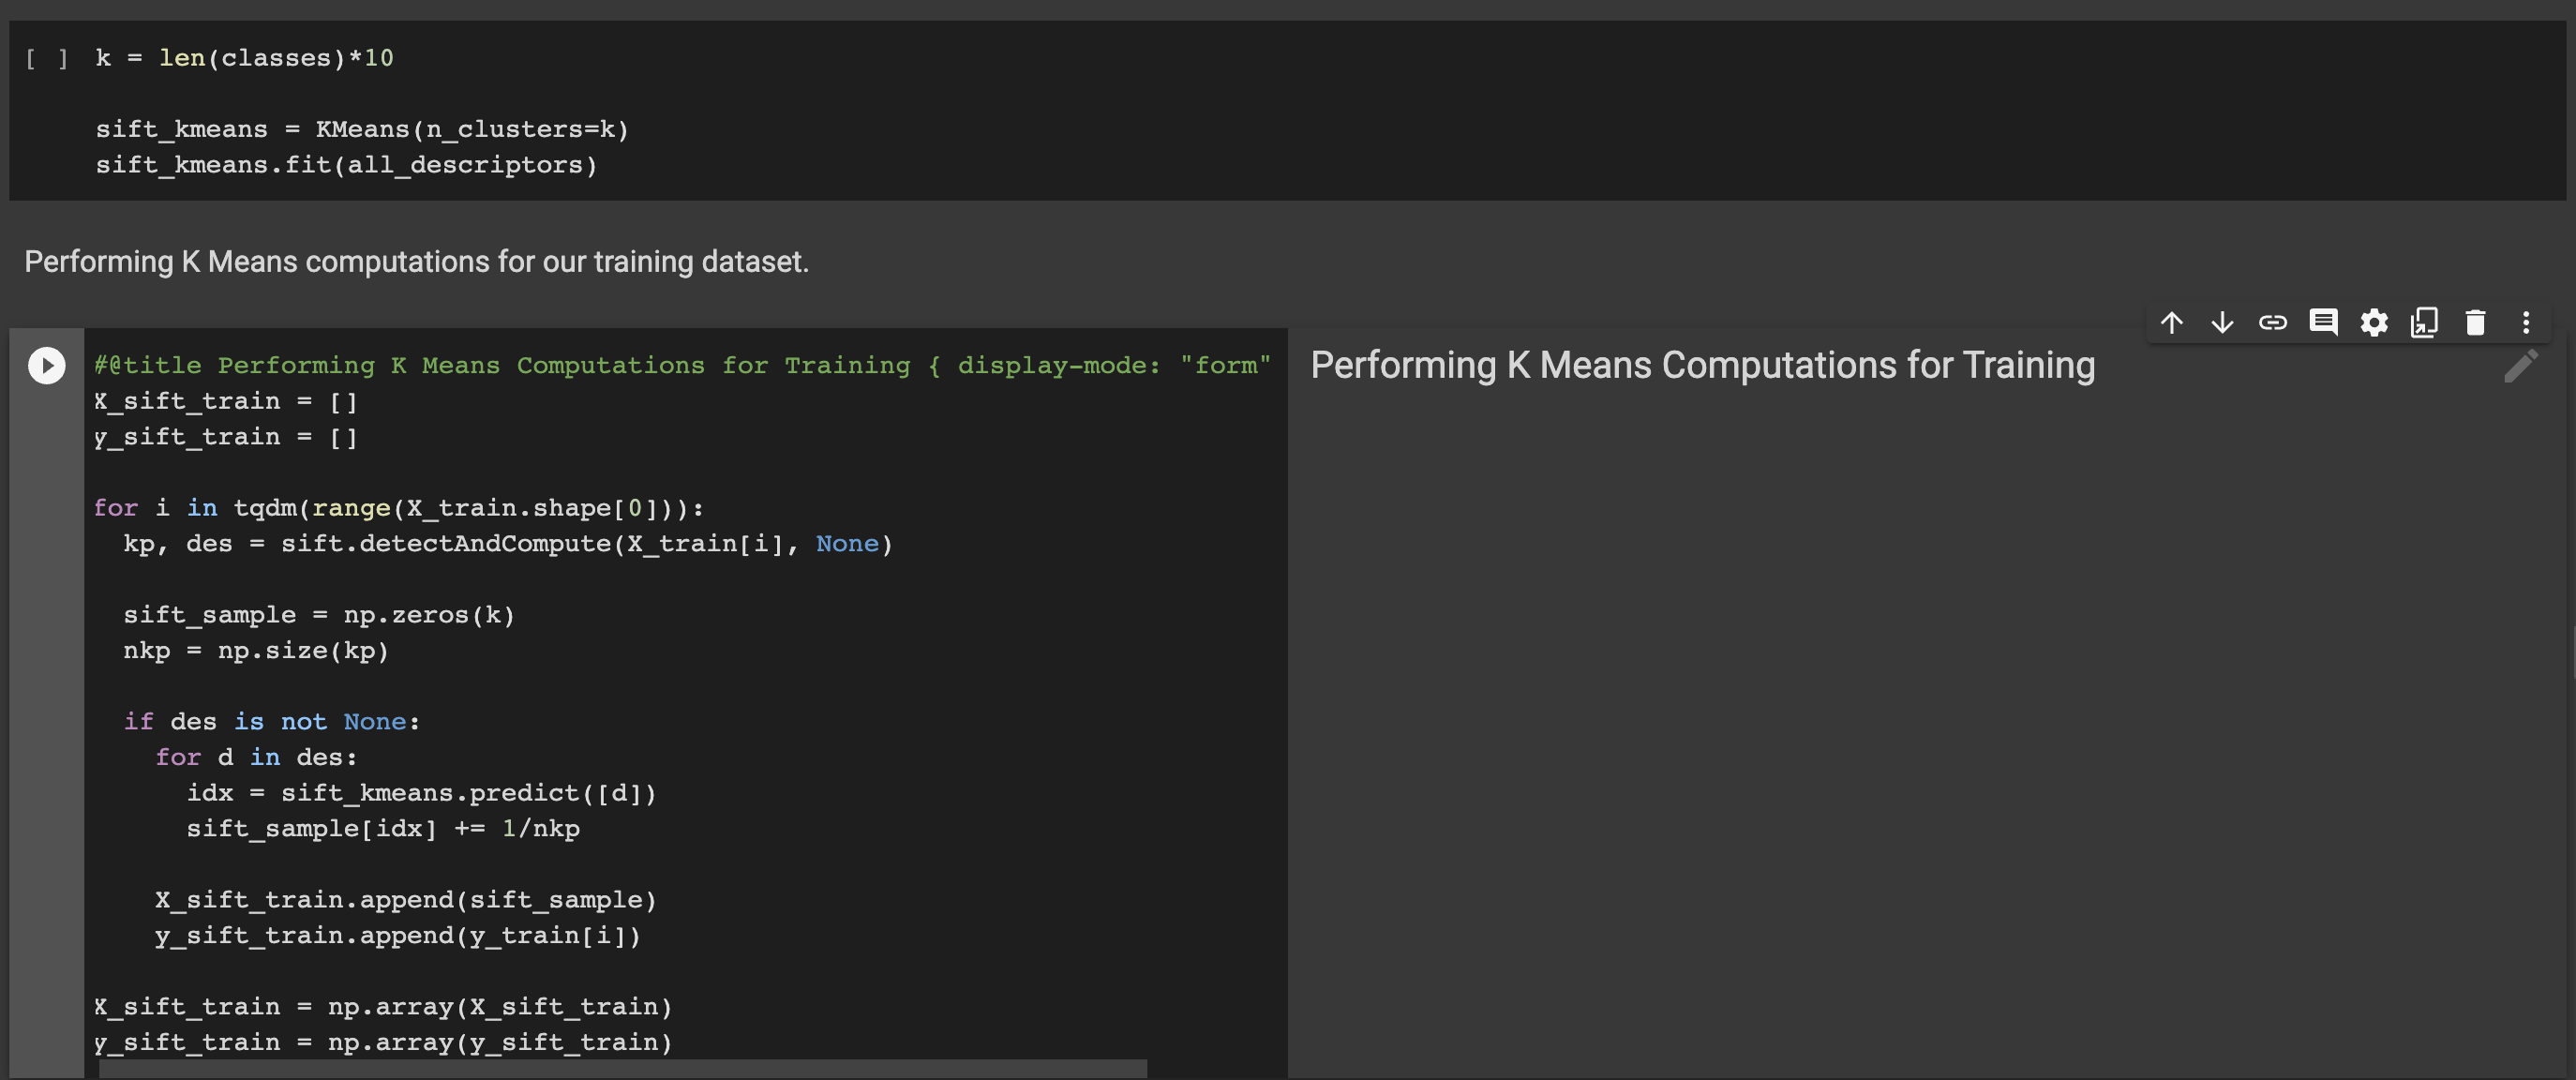 [ ] k = len(classes)*10
sift_kmeans = KMeans(n_clusters=k)
sift_kmeans.fit(all_descriptors)
Performing K Means computations for our training dataset.
#@title Performing K Means Computations for Training { display-mode: "form"
X_sift_train = []
y_sift_train = []
for i in tqdm(range(X_train.shape[0])):
kp, des = sift.detectAndCompute(X_train[i], None)
sift_sample = np.zeros(k)
nkp = np.size(kp)
if des is not None:
for d in des:
idx = sift_kmeans.predict([d])
sift_sample[idx] += 1/nkp
X_sift_train.append(sift_sample)
y_sift_train.append(y_train[i])
X_sift_train = np.array(X_sift_train)
y_sift_train = np.array(y_sift_train)
Performing K Means Computations for Training